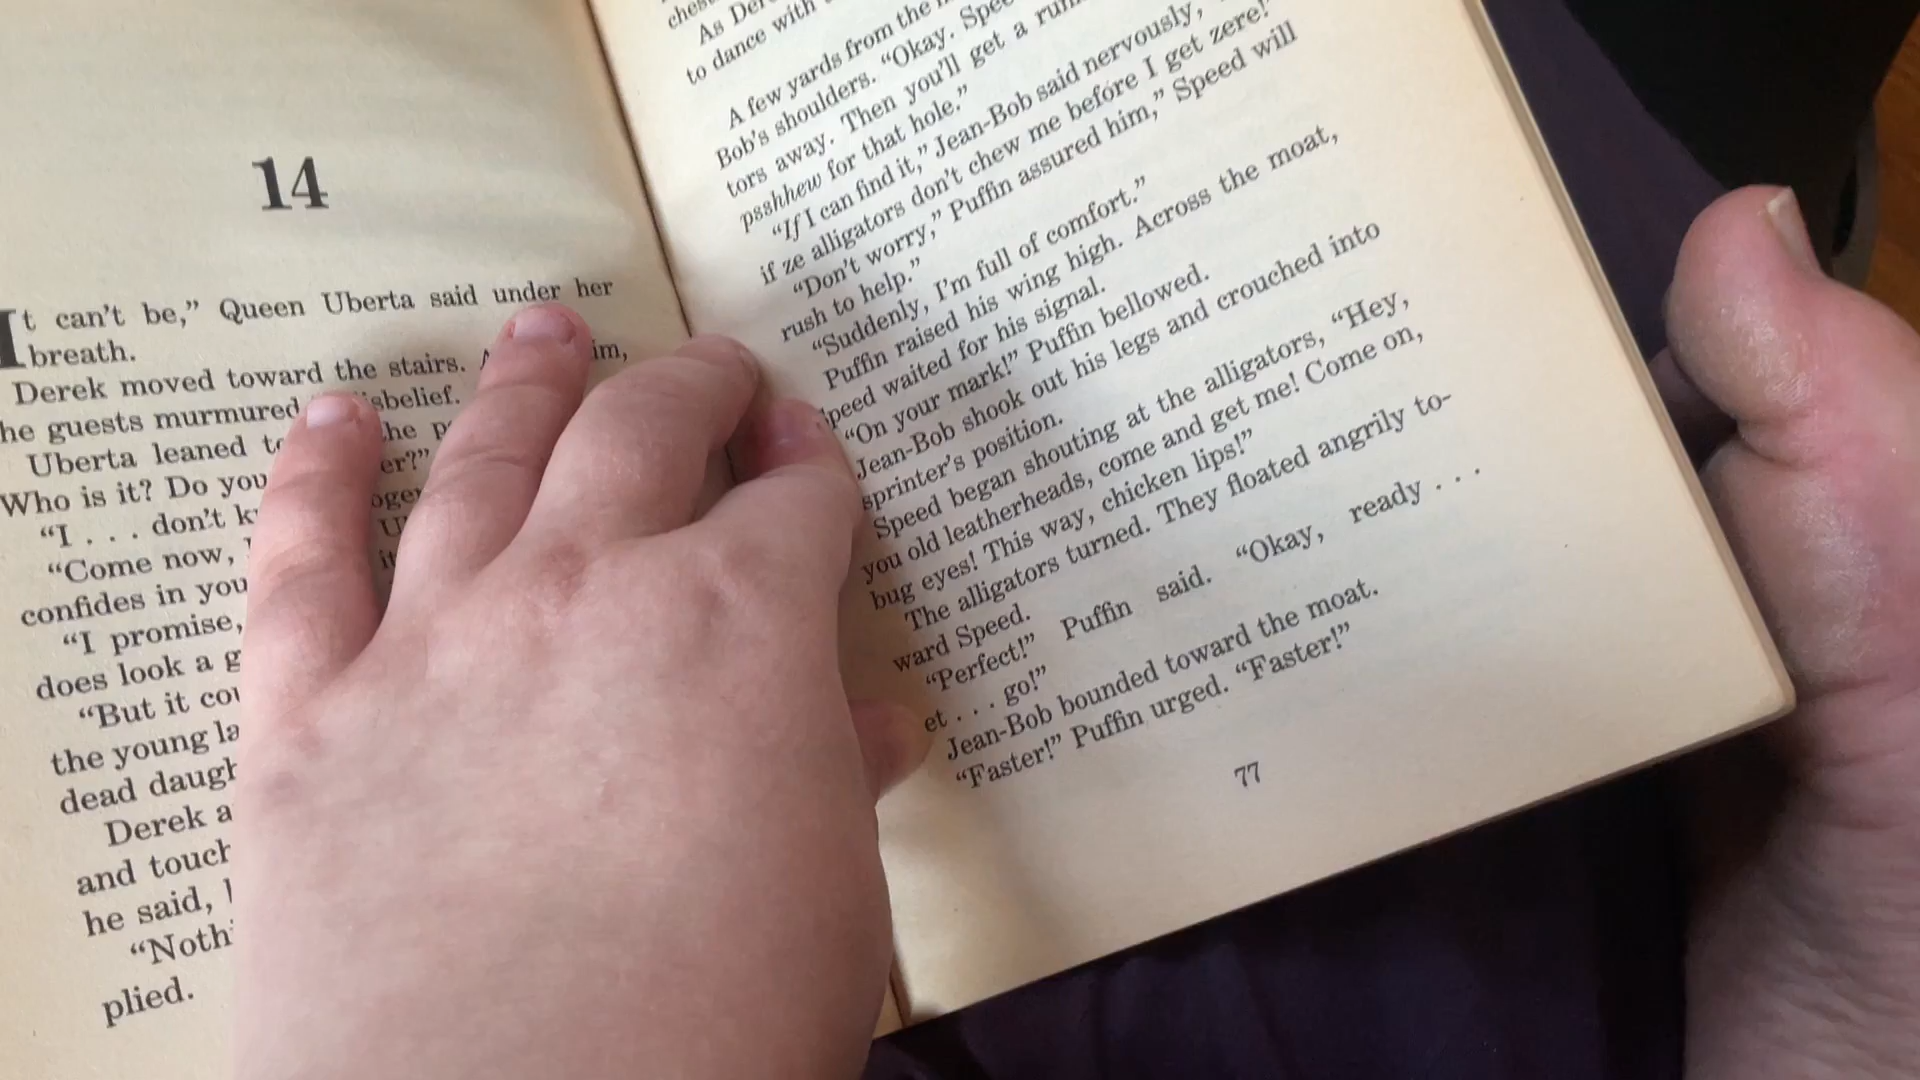 14
It can't be,” Queen Uberta said under her
breath.
Derek moved toward the stairs.
he guests murmured isbelief.
Uberta leaned
Who is it? Do you er?”
“I . . . don't
“Come now,
confides in you
“I promise,
does look a
“But it
the young
dead
Derek
and
he said,
plied.
As
to dance with
A few yards from the
Bob's shoulders. “Okay.
tors away. Then you'll get a
psshhew for that hole.”
“If I can find it,” Jean-Bob said nervously,
if ze alligators don't chew me before I get zere!
“Don't worry,” Puffin assured him,” Speed will
rush to help.”
“Suddenly, I'm full of comfort.”
Puffin raised his wing high. Across the moat,
Speed waited for his signal.
“On your mark!” Puffin bellowed.
Jean-Bob shook out his legs and crouched into
sprinter's position.
Speed began shouting at the alligators, “Hey,
you old leatherheads, come and get me! Come on,
bug eyes! This way, chicken lips!”
The alligators turned. They floated angrily to-
ward Speed.
“Perfect!” Puffin said. “Okay, ready . . .
et . . . go!”
Jean-Bob bounded toward the moat.
“Faster!” Puffin urged. “Faster!”
77